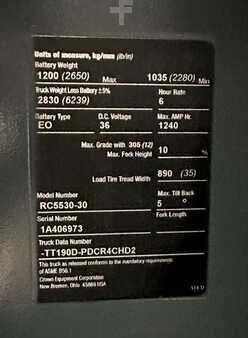 Units of measure, kg/mm (lb/in)
Battery Weight
1200 (2650) Max 1035 (2280) Min
Truck Weight Less Battery ±5% Hour Rate
2830 (6239) 6
Battery Type D.C. Voltage Max. AMP Hr.
EO 36 1240
Max. Grade with 305 (12) 10
Max. Fork Height
Load Tire Tread Width 890 (35)
Model Number Max. Tilt Back
RC5530-30 5 °
Serial Number Fork Length
1A406973
Truck Data Number
-TT190D-PDCR4CHD2
This truck as released conforms to the mandatory requirements
of ASME B56.1
Crown Equipment Corporation
New Bremen, Ohio, 45869 USA